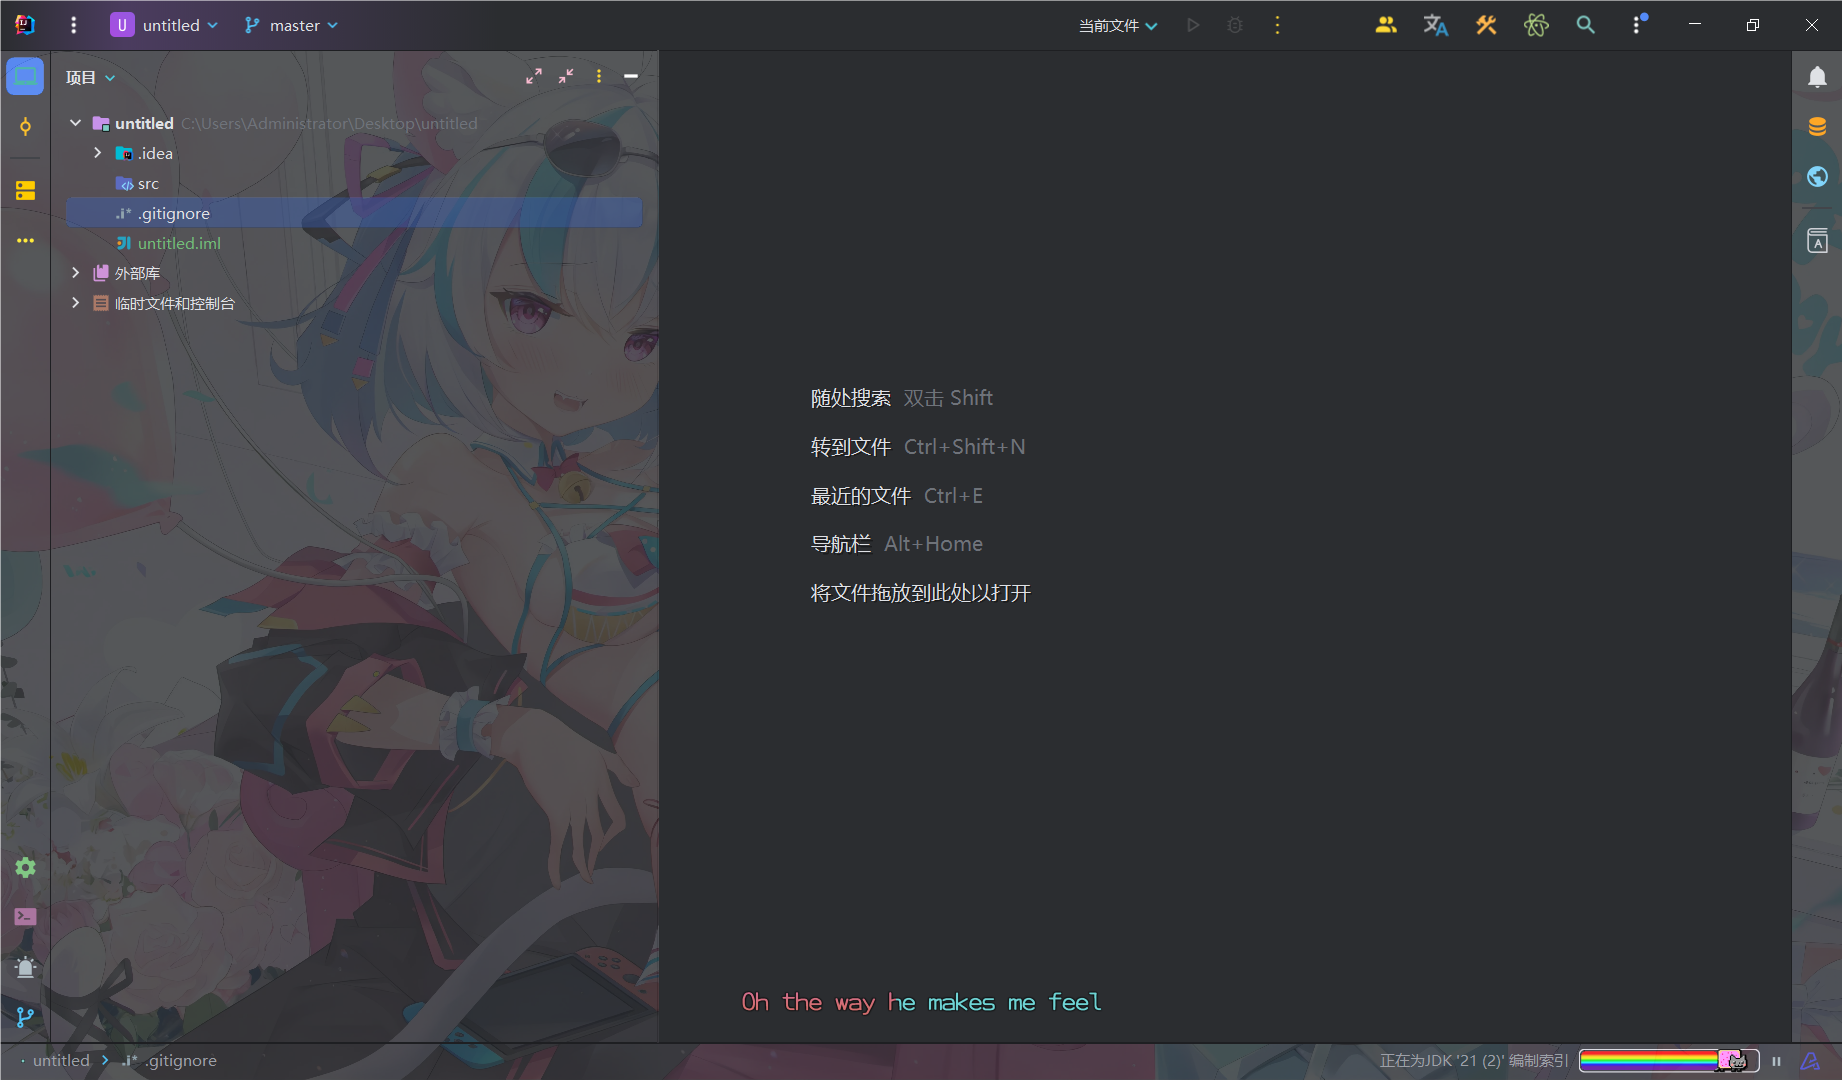 U untitled
master
当前文件
项目
untitled C:\Users\Administrator\Desktop\untitled
.idea
src
.i* .gitignore
untitled.iml
外部库
临时文件和控制台
随处搜索 双击 Shift
转到文件 Ctrl+Shift+N
最近的文件 Ctrl+E
导航栏 Alt+Home
将文件拖放到此处以打开
Oh the way he makes me feel
untitled .i* .gitignore
正在为JDK '21 (2)' 编制索引